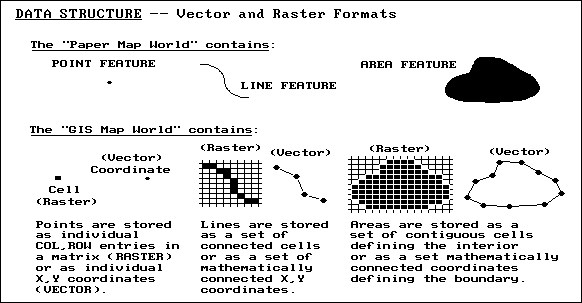 DATA STRUCTURE -- Vector and Raster Formats
The "Paper Map World" contains:
POINT FEATURE
LINE FEATURE
AREA FEATURE
The "GIS Map World" contains:
(Vector)
Coordinate
Cell
(Raster)
(Raster)
(Vector)
(Raster)
(Vector)
Points are stored
as individual
COL,ROW entries in
a matrix (RASTER)
or as individual
X,Y coordinates
(VECTOR).
Lines are stored
as a set of
connected cells
or as a set of
mathematically
connected X,Y
coordinates.
Areas are stored as a
set of contiguous cells
defining the interior
or as a set mathematically
connected coordinates
defining the boundary.